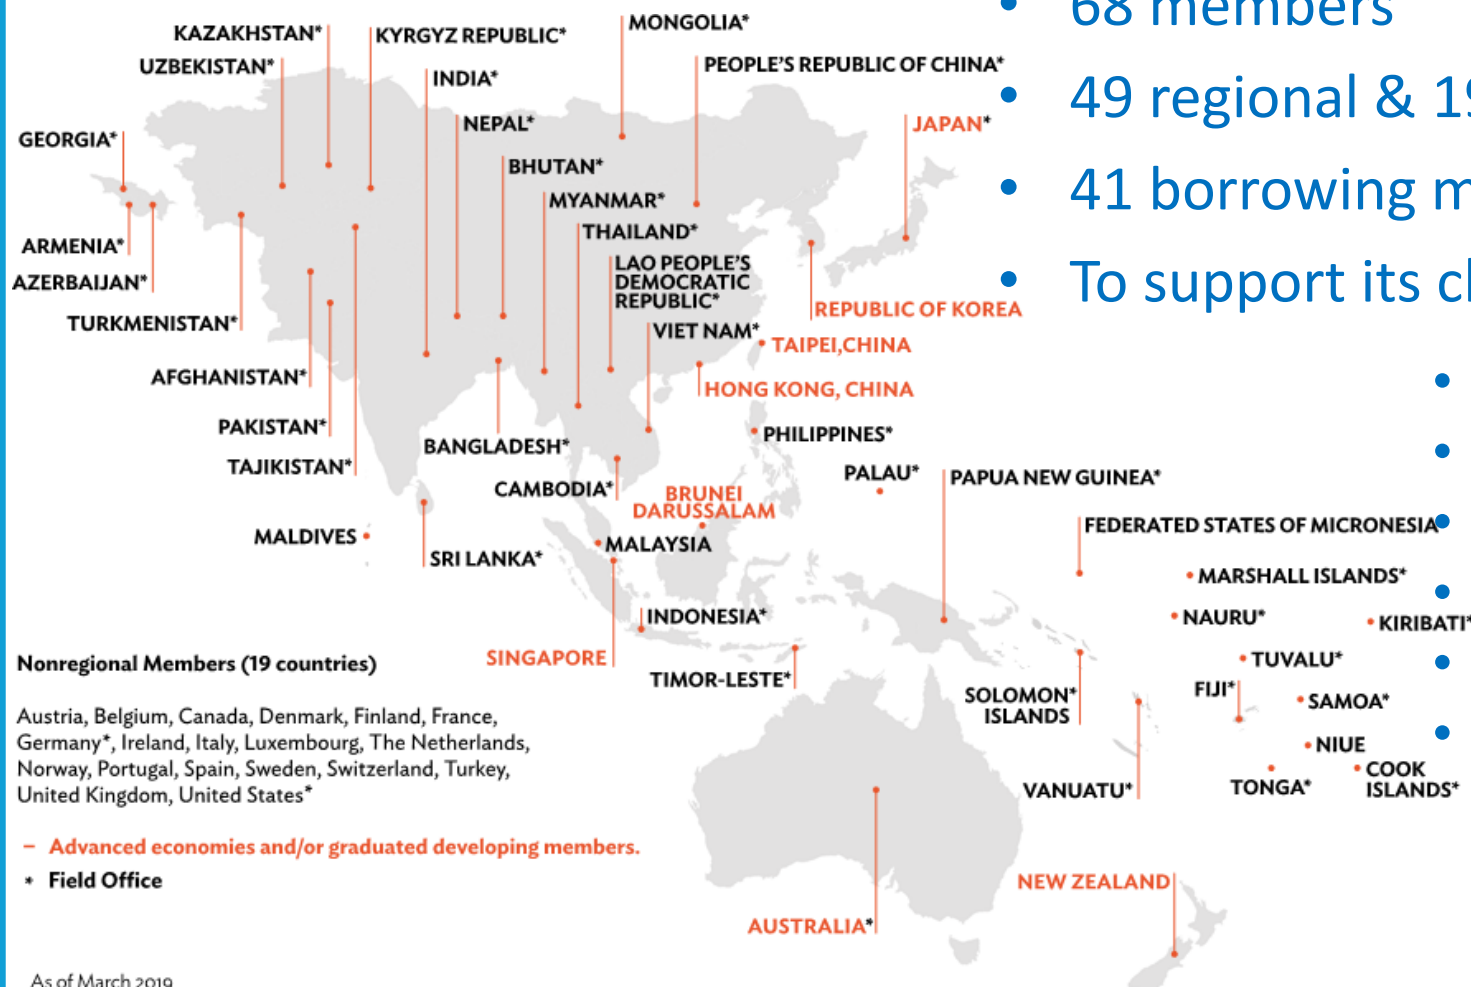 68 members
49 regional & 19
41 borrowing
To support its
KAZAKHSTAN*
KYRGYZ REPUBLIC*
MONGOLIA*
UZBEKISTAN*
INDIA*
PEOPLE'S REPUBLIC OF CHINA*
GEORGIA*
NEPAL*
JAPAN*
BHUTAN*
MYANMAR*
THAILAND*
ARMENIA*
LAO PEOPLE'S
DEMOCRATIC
REPUBLIC*
AZERBAIJAN*
TURKMENISTAN*
REPUBLIC OF KOREA
VIET NAM*
TAIPEI,CHINA
AFGHANISTAN*
HONG KONG, CHINA
PAKISTAN*
PHILIPPINES*
BANGLADESH*
TAJIKISTAN*
PALAU*
PAPUA NEW GUINEA*
CAMBODIA*
BRUNEI
DARUSSALAM
FEDERATED STATES OF MICRONESIA
MALDIVES
MALAYSIA
SRI LANKA*
MARSHALL ISLANDS*
INDONESIA*
NAURU*
KIRIBATI*
SINGAPORE
TUVALU*
TIMOR-LESTE*
FIJI*
SOLOMON*
ISLANDS
SAMOA*
NIUE
COOK
ISLANDS*
VANUATU*
TONGA*
NEW ZEALAND
AUSTRALIA*
Nonregional Members (19 countries)
Austria, Belgium, Canada, Denmark, Finland, France,
Germany*, Ireland, Italy, Luxembourg, The Netherlands,
Norway, Portugal, Spain, Sweden, Switzerland, Turkey,
United Kingdom, United States*
– Advanced economies and/or graduated developing members.
* Field Office
As of March 2019